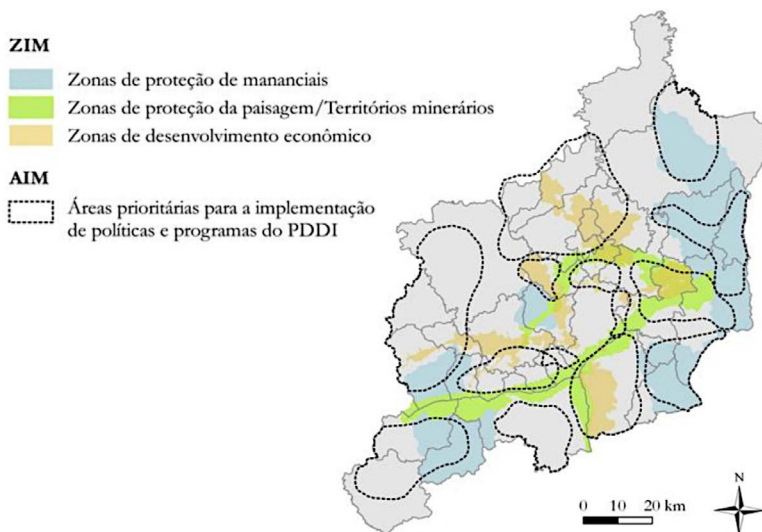 ZIM
Zonas de proteção de mananciais
Zonas de proteção da paisagem/Territórios minerários
Zonas de desenvolvimento econômico
AIM
Áreas prioritárias para a implementação
de políticas e programas do PDDI
N
0 10 20 km